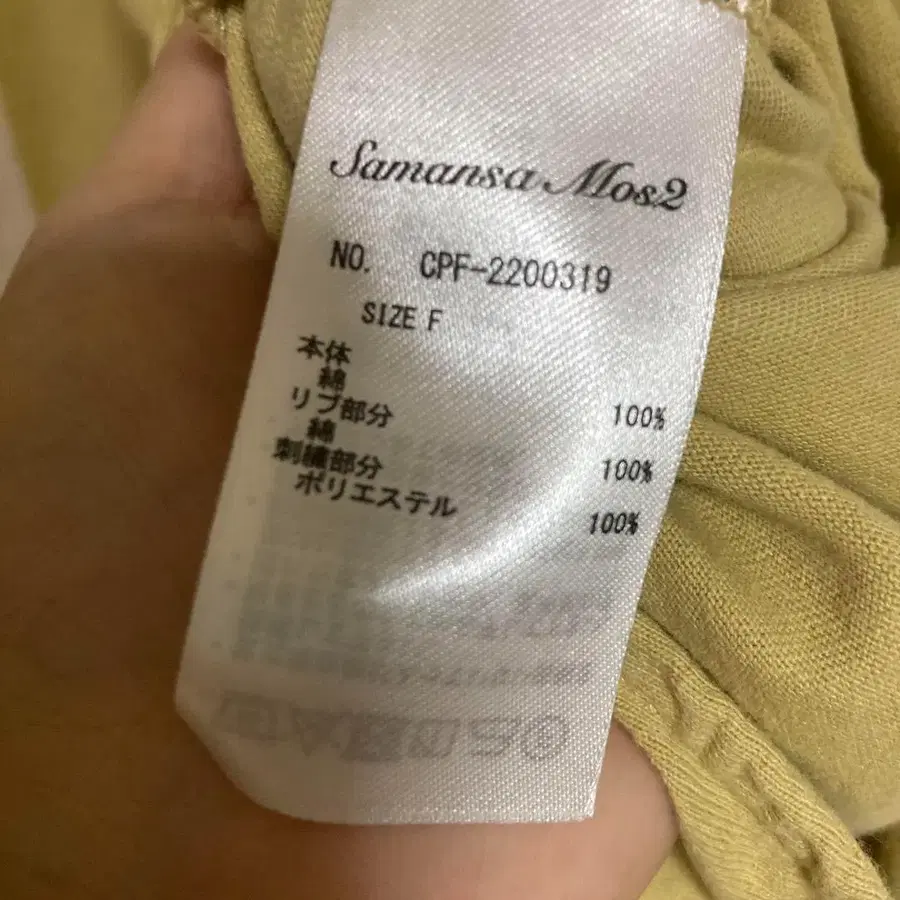 Samansa Mos2
NO. CPF-2200319
SIZE F
本体
綿 100%
リブ部分
綿 100%
刺繍部分
ポリエステル 100%